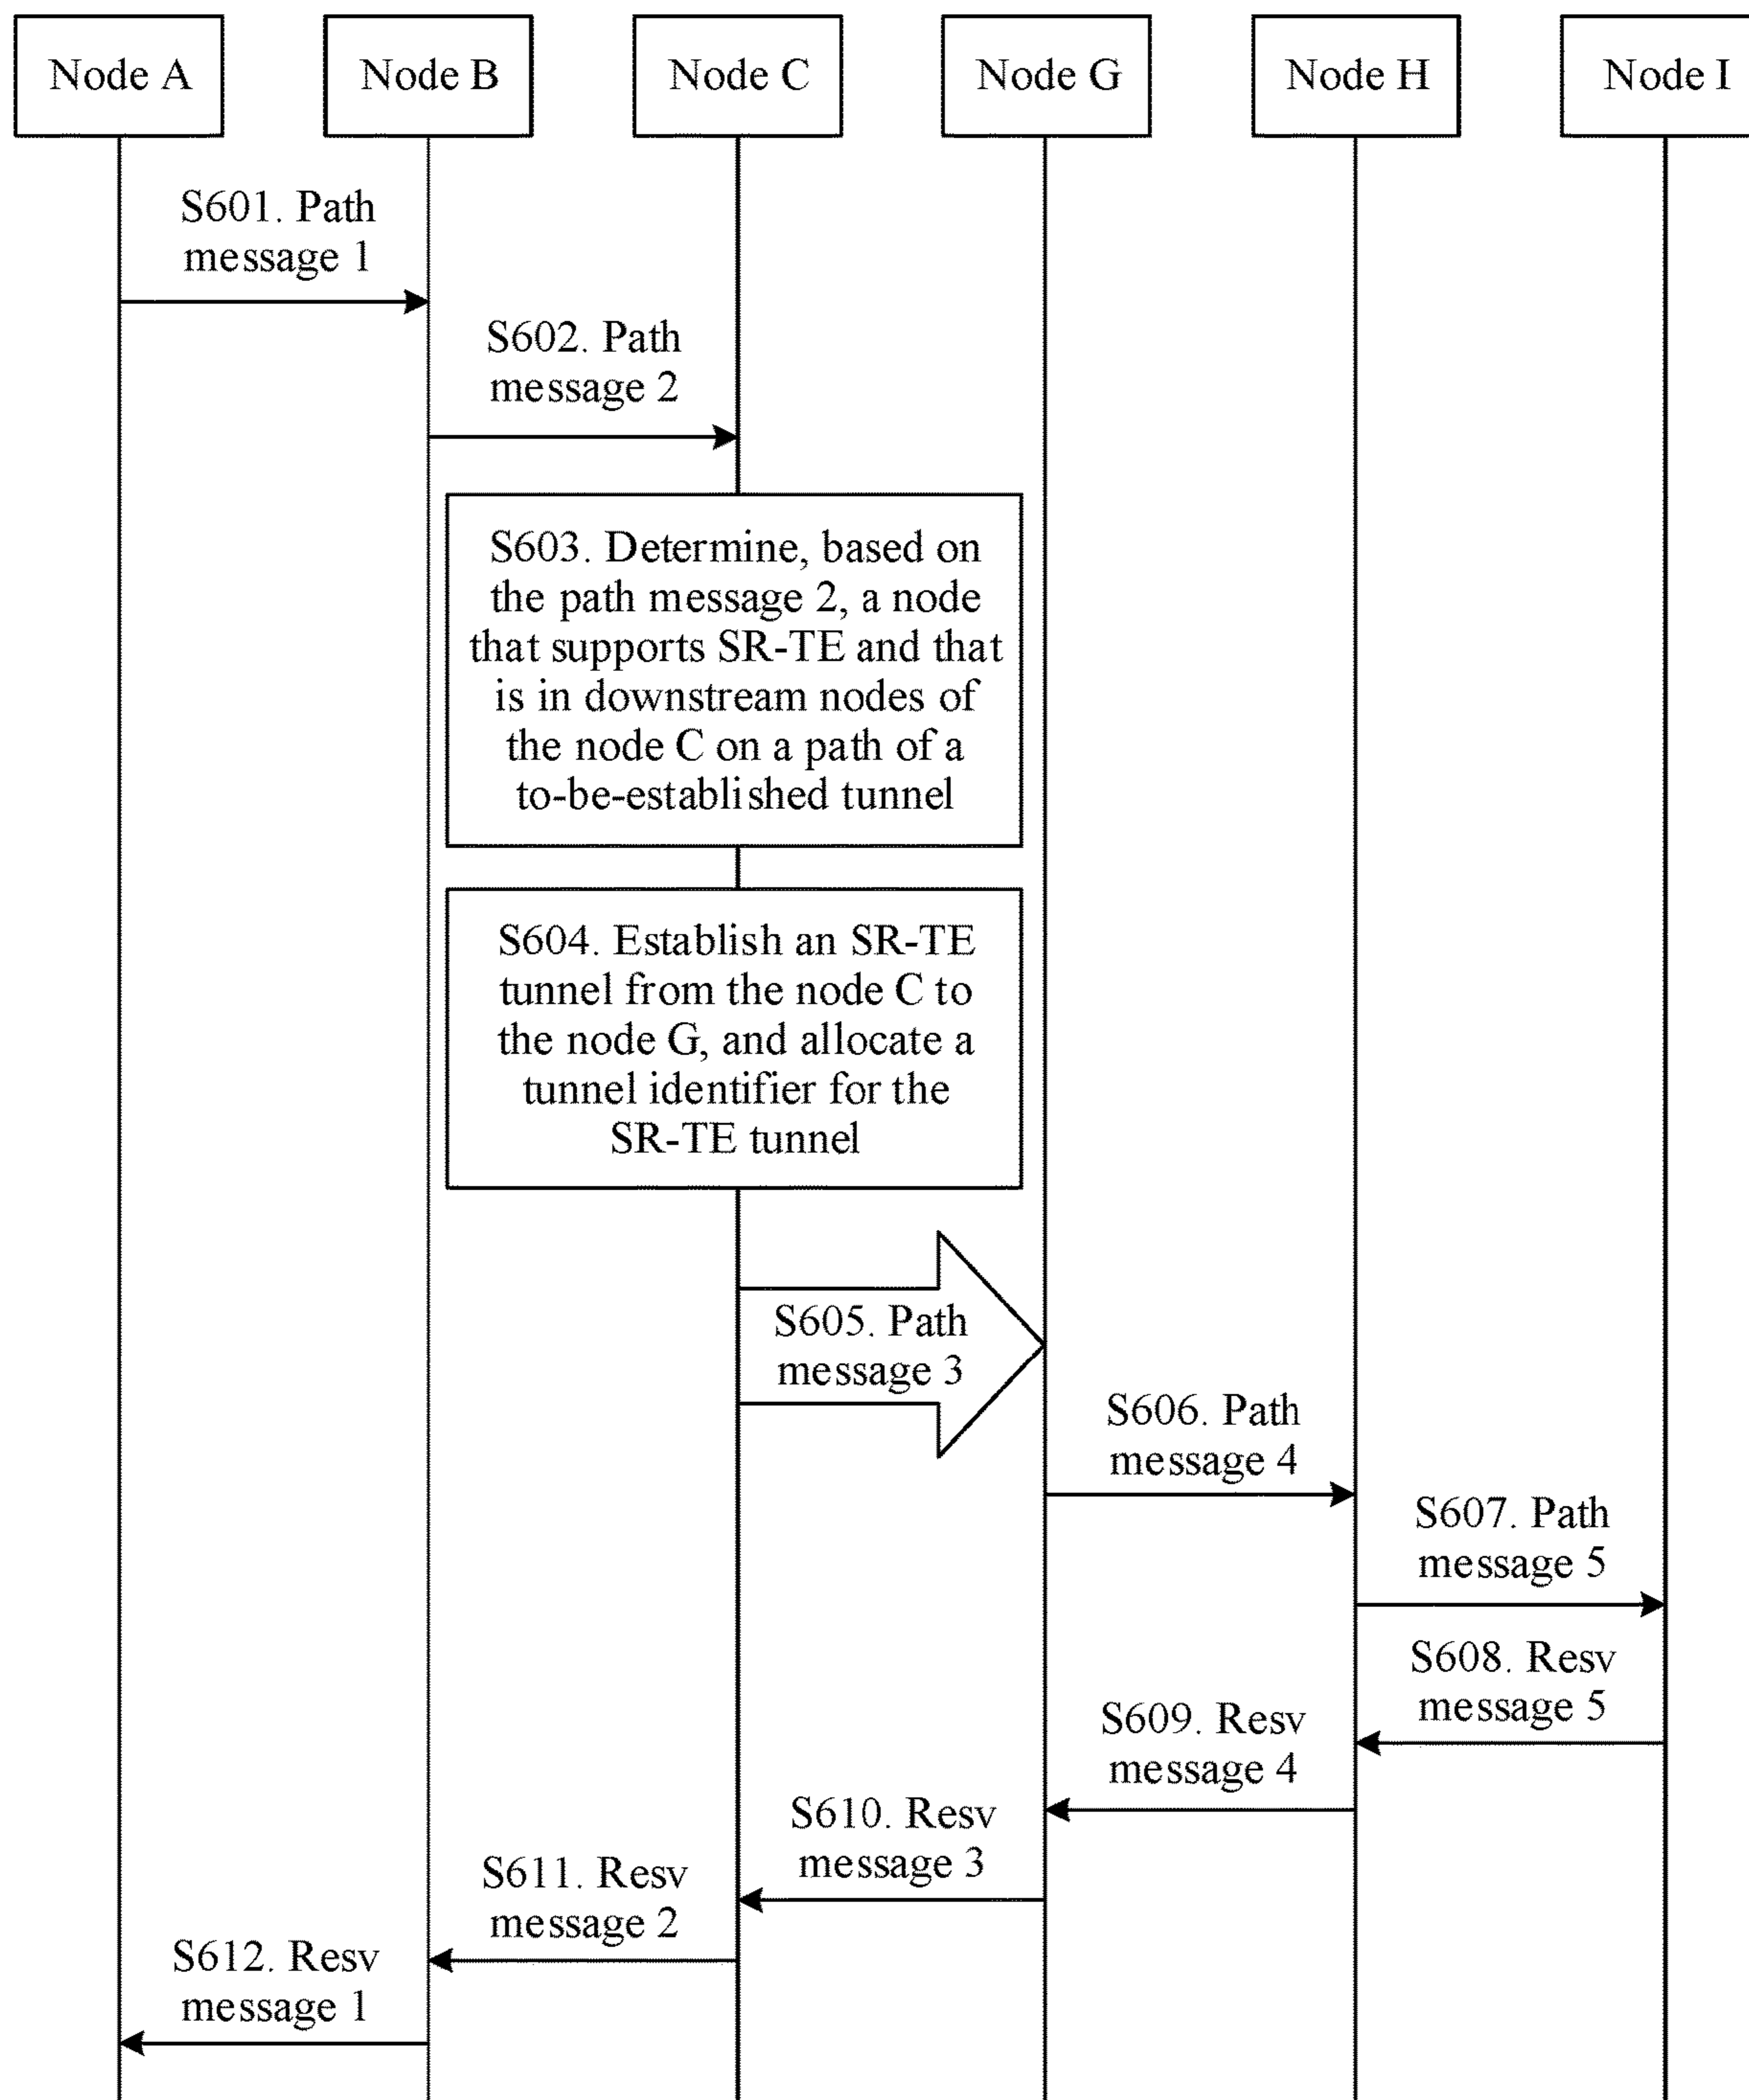 Node A
Node B
Node C
Node G
Node H
Node I
S601. Path
message 1
S602. Path
message 2
S603. Determine, based on
the path message 2, a node
that supports SR-TE and that
is in downstream nodes of
the node C on a path of a
to-be-established tunnel
S604. Establish an SR-TE
tunnel from the node C to
the node G, and allocate a
tunnel identifier for the
SR-TE tunnel
S605. Path
message 3
S606. Path
message 4
S607. Path
message 5
S608. Resv
message 5
S609. Resv
message 4
S610. Resv
message 3
S611. Resv
message 2
S612. Resv
message 1